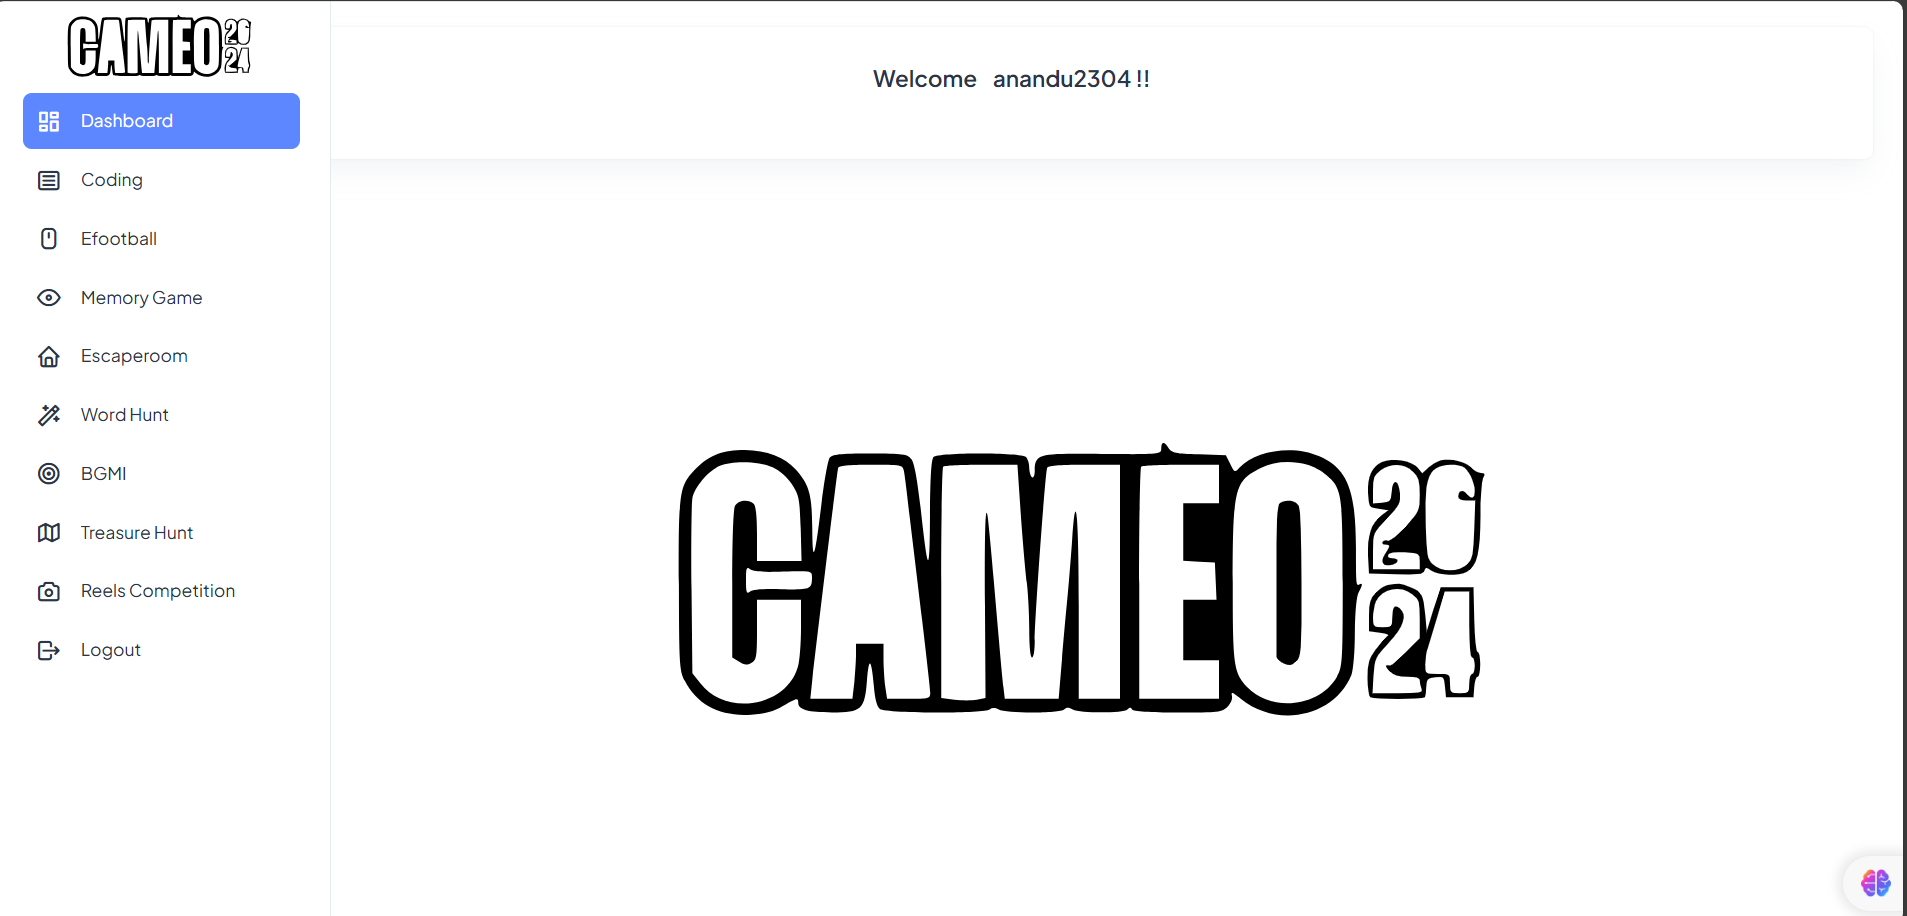 CAMEO 2024
Dashboard
Coding
Efootball
Memory Game
Escaperoom
Word Hunt
BGMI
Treasure Hunt
Reels Competition
Logout
Welcome anandu2304 !!
CAMEO 2024